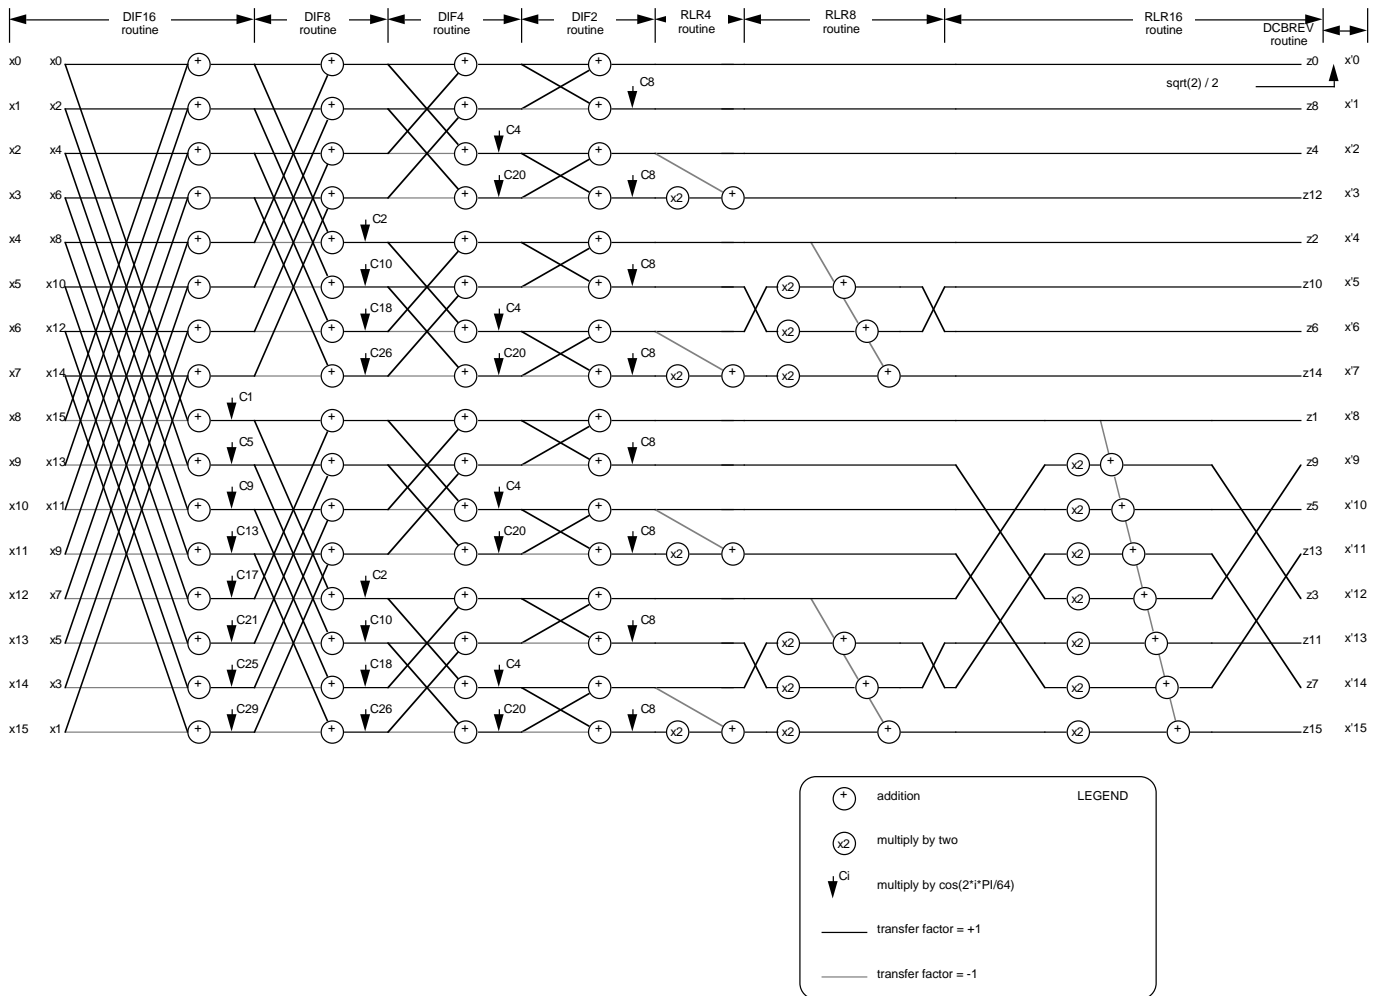 DIF16 routine DIF8 routine DIF4 routine DIF2 routine RLR4 routine RLR8 routine RLR16 routine DCBREV routine
x0 x0 + + + + z0 x'0
C8 sqrt(2) / 2
x1 x2 + + + + z8 x'1
C4
x2 x4 + + + + z4 x'2
C20 C8
x3 x6 + + + + x2 + z12 x'3
C2
x4 x8 + + + + z2 x'4
C10 C8
x5 x10 + + + + x2 + z10 x'5
C18 C4
x6 x12 + + + + x2 + z6 x'6
C26 C20 C8
x7 x14 + + + + x2 + x2 + z14 x'7
C1
x8 x15 + + + + z1 x'8
C5 C8
x9 x13 + + + + x2 + z9 x'9
C9 C4
x10 x11 + + + + x2 + z5 x'10
C13 C20 C8
x11 x9 + + + + x2 + x2 + z13 x'11
C17 C2
x12 x7 + + + + x2 + z3 x'12
C21 C10 C8
x13 x5 + + + + x2 + x2 + z11 x'13
C25 C18 C4
x14 x3 + + + + x2 + x2 + z7 x'14
C29 C26 C20 C8
x15 x1 + + + + x2 + x2 + x2 + z15 x'15
+ addition LEGEND
x2 multiply by two
Ci multiply by cos(2*i*PI/64)
transfer factor = +1
transfer factor = -1